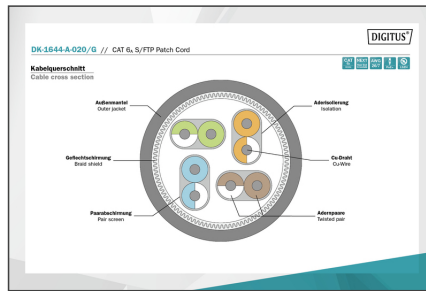 DIGITUS®
DK-1644-A-020/G // CAT 6A S/FTP Patch Cord
Kabelquerschnitt
Cable cross section
Außenmantel
Outer jacket
Aderisolierung
Isolation
Geflechtschirmung
Braid shield
Cu-Draht
Cu-Wire
Paarabschirmung
Pair screen
Adernpaare
Twisted pair